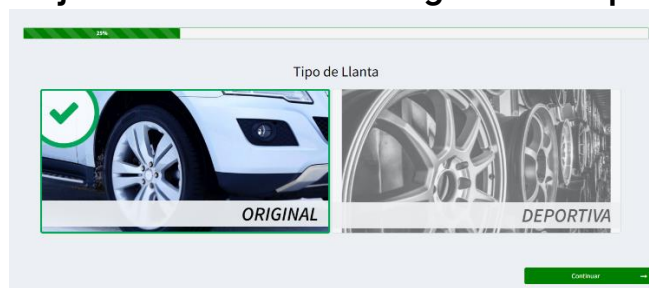 25%
Tipo de Llanta
ORIGINAL
DEPORTIVA
Continuar →